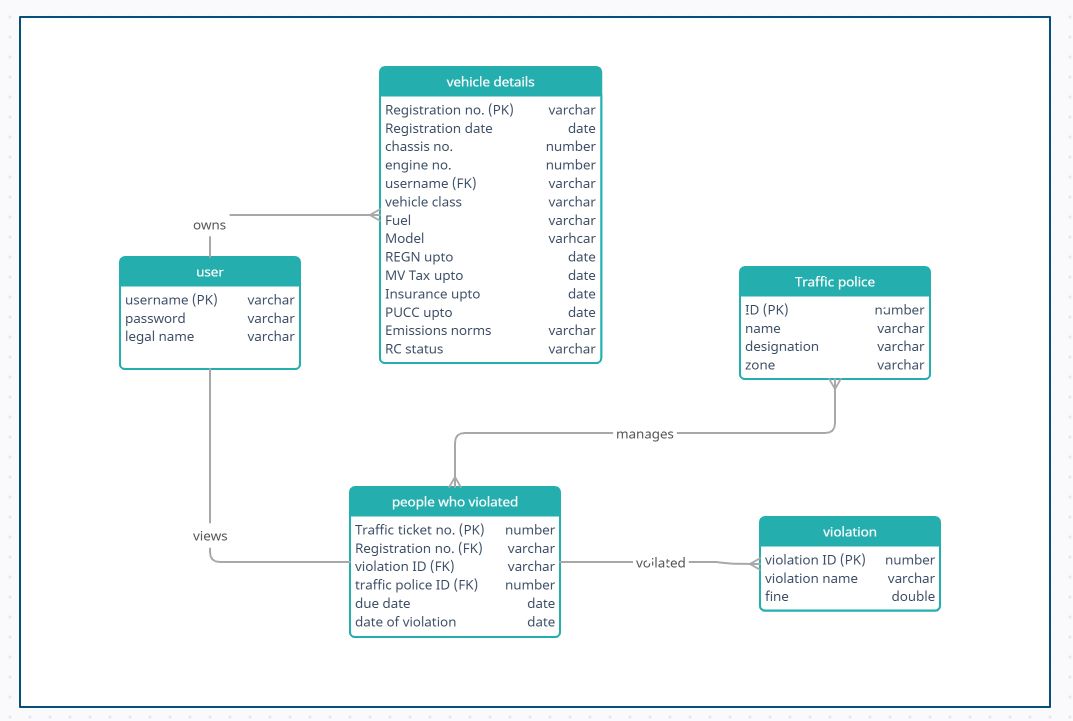 vehicle details
Registration no. (PK) varchar
Registration date date
chassis no. number
engine no. number
username (FK) varchar
vehicle class varchar
Fuel varchar
Model varhcar
REGN upto date
MV Tax upto date
Insurance upto date
PUCC upto date
Emissions norms varchar
RC status varchar
owns
user
username (PK) varchar
password varchar
legal name varchar
Traffic police
ID (PK) number
name varchar
designation varchar
zone varchar
manages
views
people who violated
Traffic ticket no. (PK) number
Registration no. (FK) varchar
violation ID (FK) varchar
traffic police ID (FK) number
due date date
date of violation date
voilated
violation
violation ID (PK) number
violation name varchar
fine double